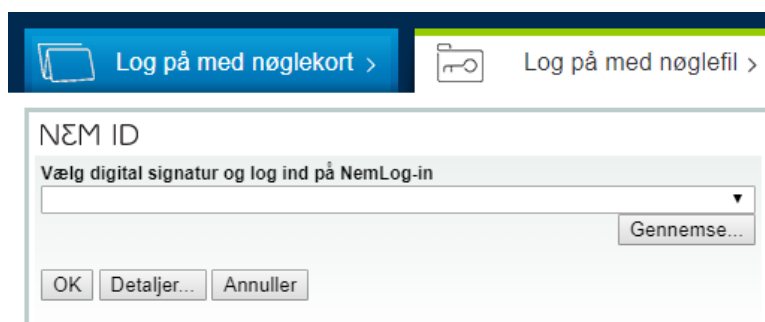 Log på med nøglekort >
Log på med nøglefil >
NEM ID
Vælg digital signatur og log ind på NemLog-in
Gennemse...
OK Detaljer... Annuller